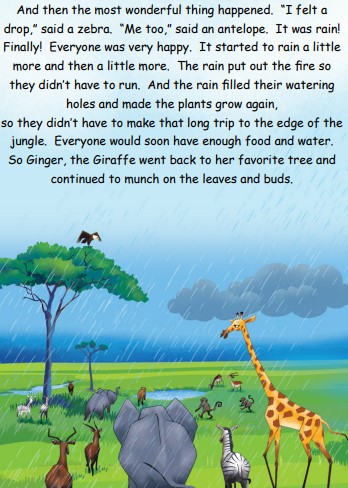 And then the most wonderful thing happened. “I felt a
drop,” said a zebra. “Me too,” said an antelope. It was rain!
Finally! Everyone was very happy. It started to rain a little
more and then a little more. The rain put out the fire so
they didn’t have to run. And the rain filled their watering
holes and made the plants grow again,
so they didn’t have to make that long trip to the edge of the
jungle. Everyone would soon have enough food and water.
So Ginger, the Giraffe went back to her favorite tree and
continued to munch on the leaves and buds.